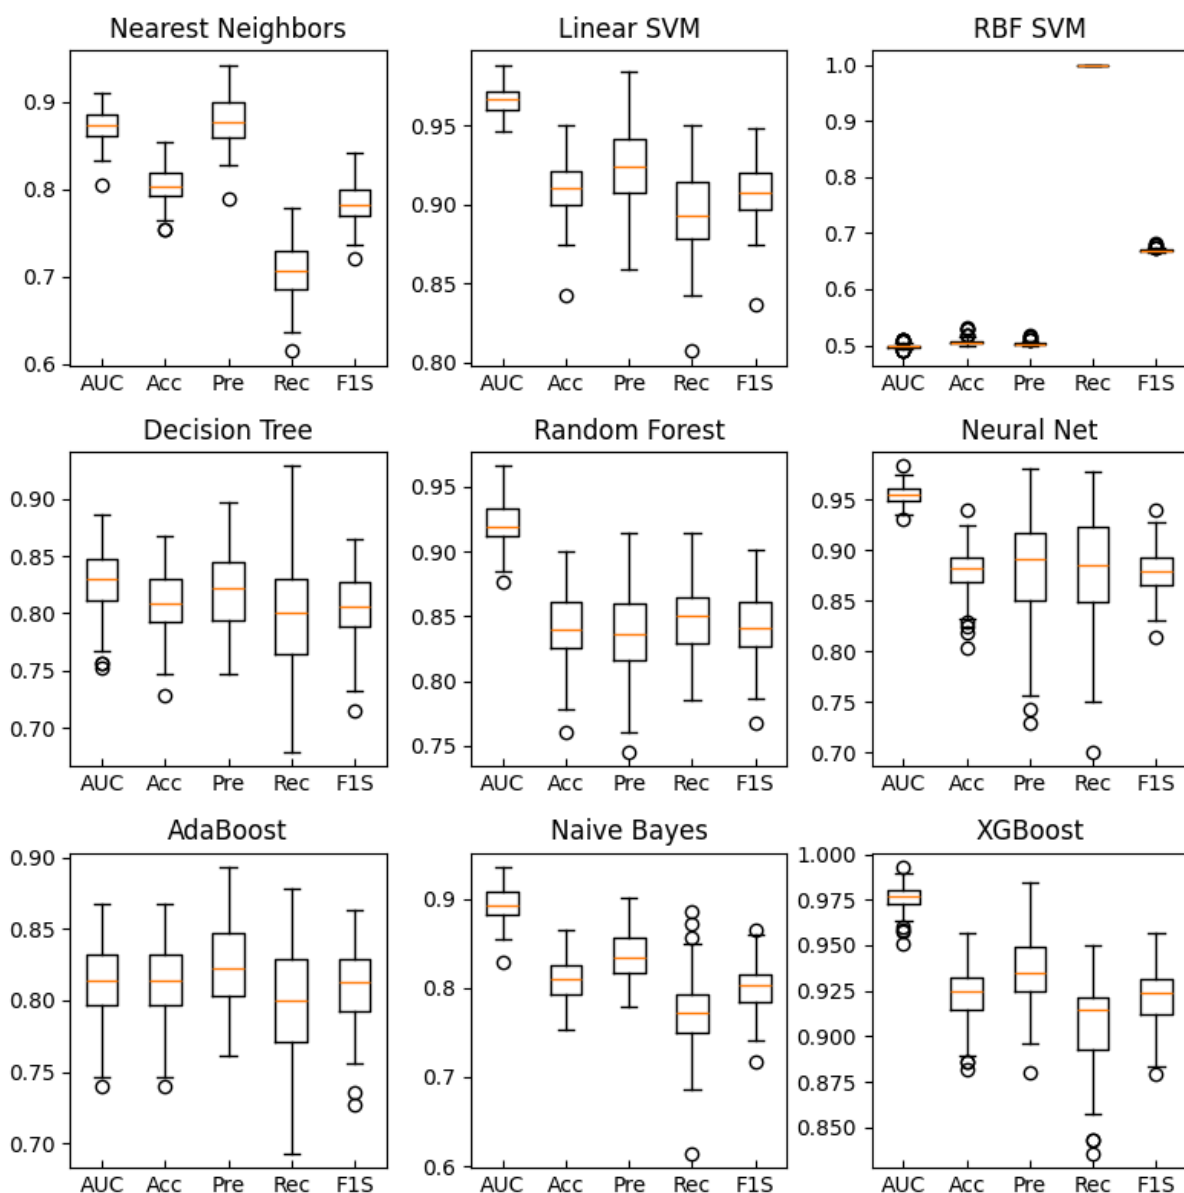 Nearest Neighbors
0.9
0.8
0.7
0.6
AUC Acc Pre Rec F1S
Linear SVM
0.95
0.90
0.85
0.80
AUC Acc Pre Rec F1S
RBF SVM
1.0
0.9
0.8
0.7
0.6
0.5
AUC Acc Pre Rec F1S
Decision Tree
0.90
0.85
0.80
0.75
0.70
AUC Acc Pre Rec F1S
Random Forest
0.95
0.90
0.85
0.80
0.75
AUC Acc Pre Rec F1S
Neural Net
0.95
0.90
0.85
0.80
0.75
0.70
AUC Acc Pre Rec F1S
AdaBoost
0.90
0.85
0.80
0.75
0.70
AUC Acc Pre Rec F1S
Naive Bayes
0.9
0.8
0.7
0.6
AUC Acc Pre Rec F1S
XGBoost
1.000
0.975
0.950
0.925
0.900
0.875
0.850
AUC Acc Pre Rec F1S